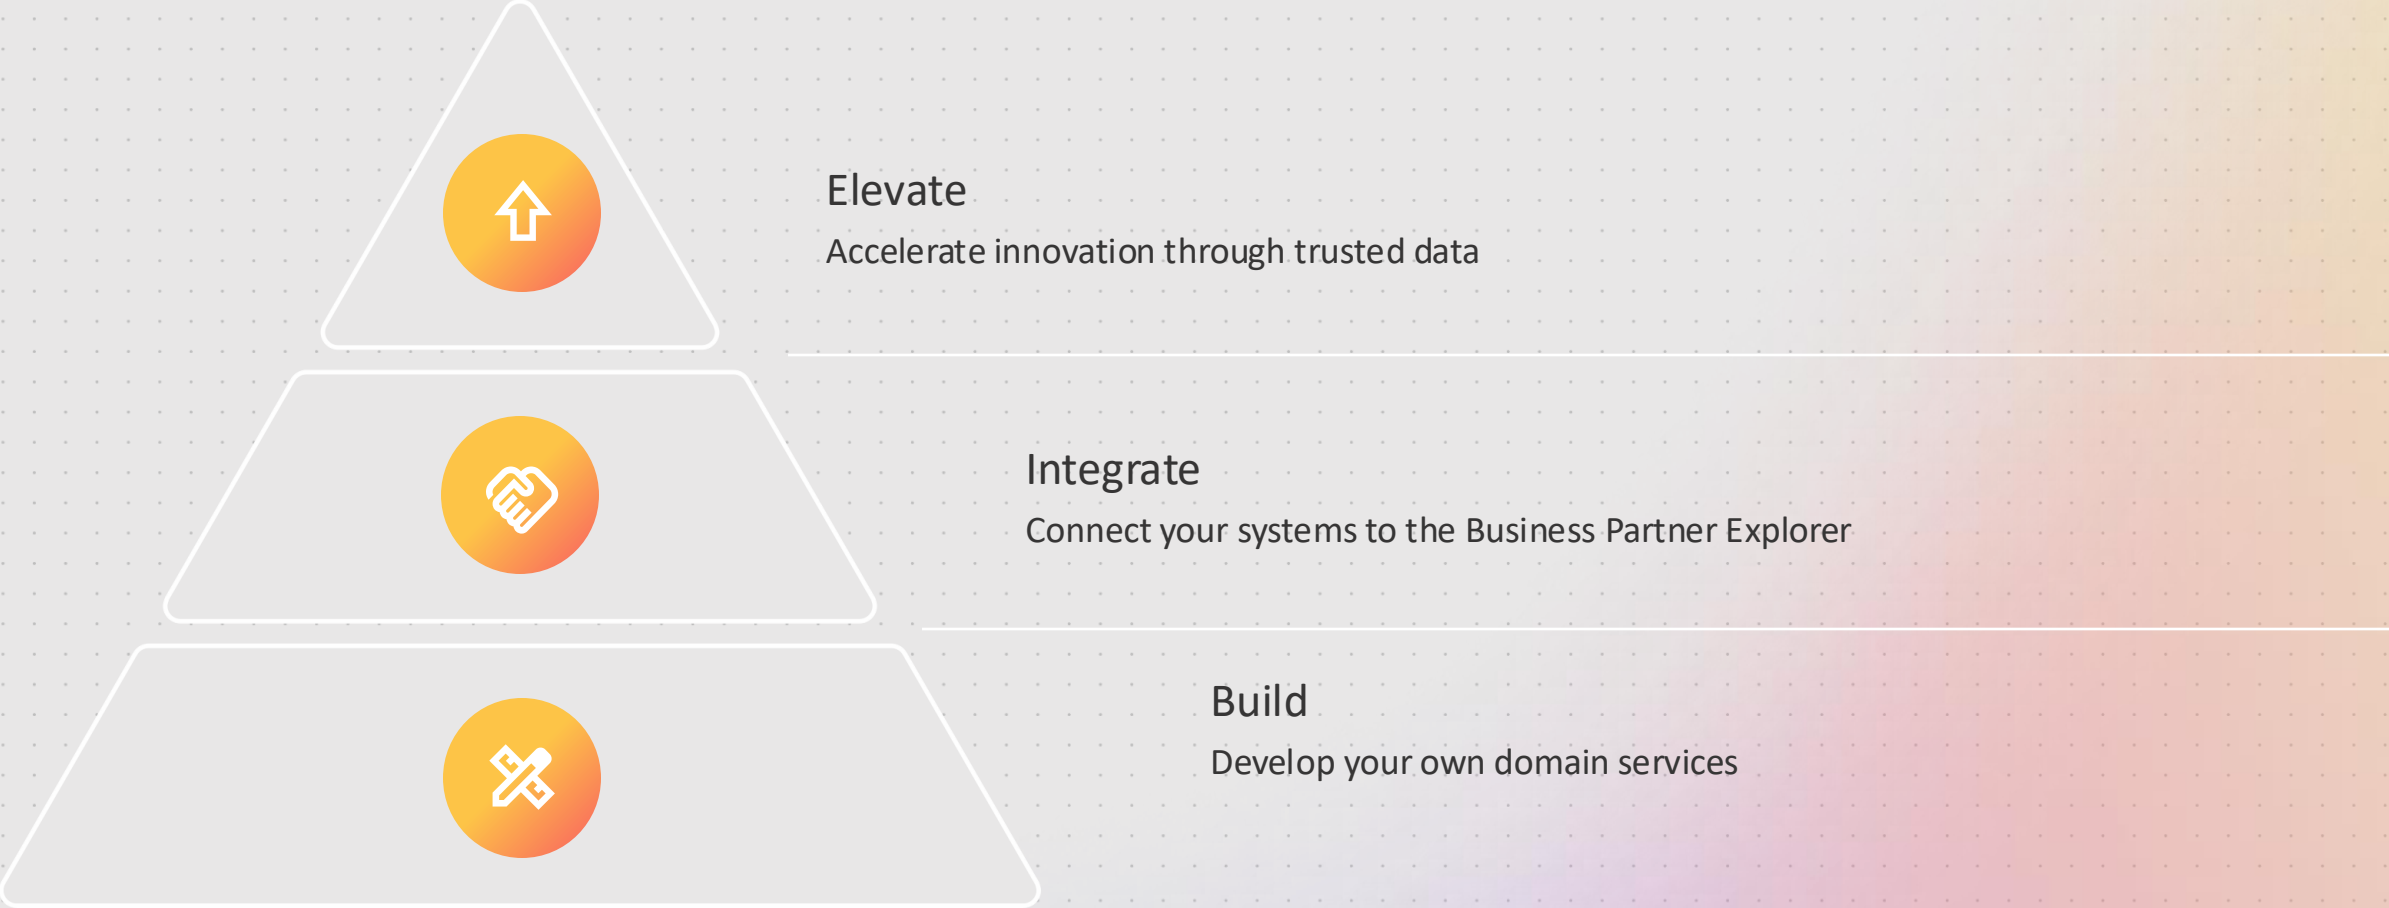 Elevate
Accelerate innovation through trusted data
Integrate
Connect your systems to the Business Partner Explorer
Build
Develop your own domain services